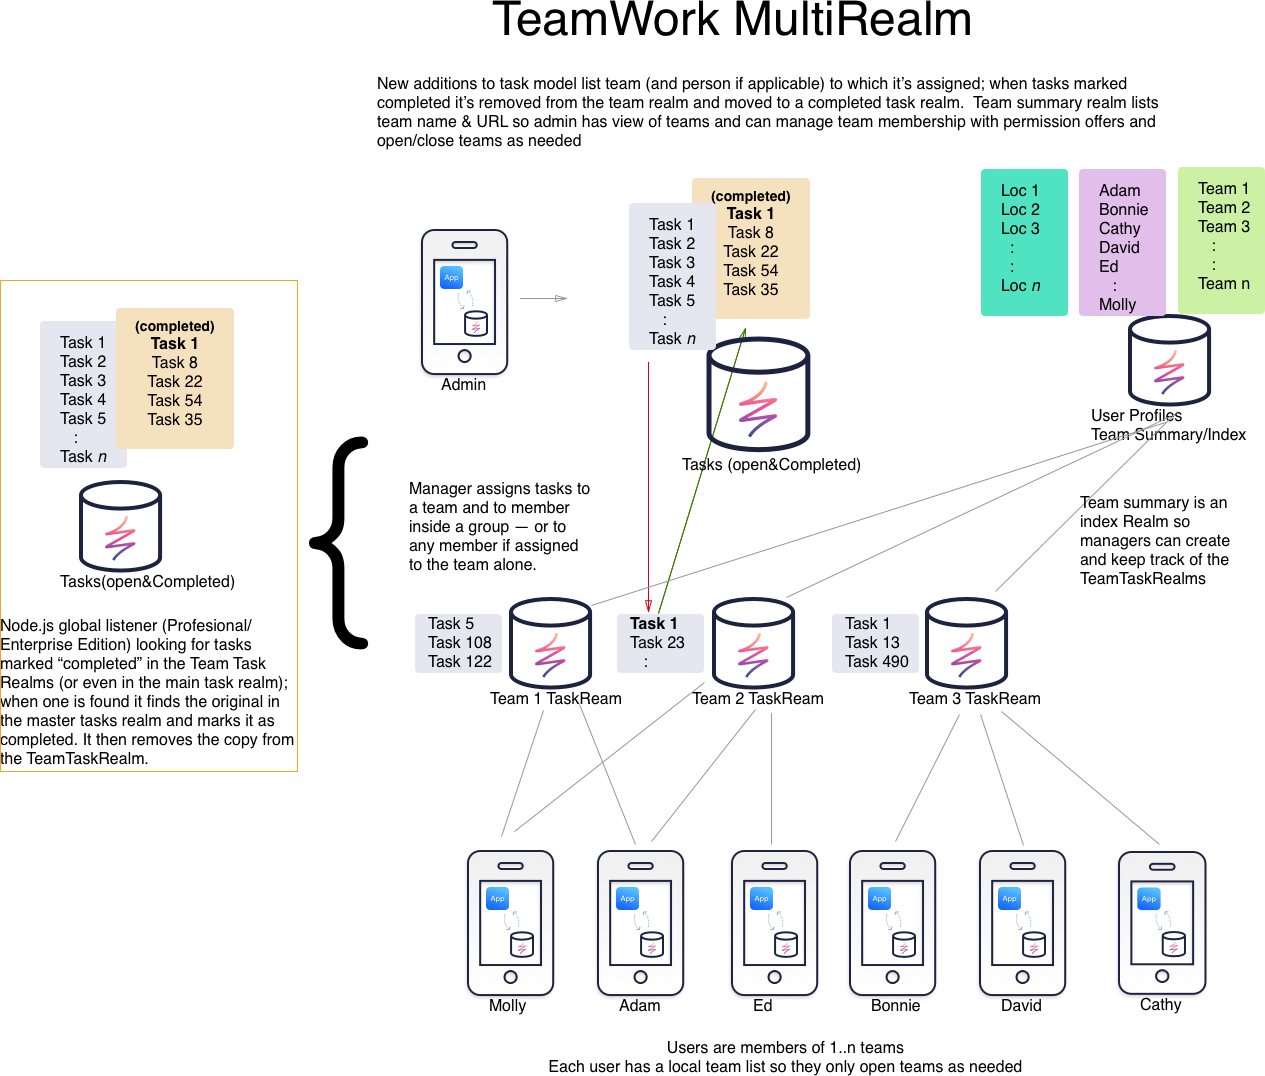 TeamWork MultiRealm
New additions to task model list team (and person if applicable) to which it’s assigned; when tasks marked
completed it’s removed from the team realm and moved to a completed task realm.  Team summary realm lists
team name & URL so admin has view of teams and can manage team membership with permission offers and
open/close teams as needed
App
Admin
Task 1
Task 2
Task 3
Task 4
Task 5
:
Task n
(completed)
Task 1
Task 8
Task 22
Task 54
Task 35
Tasks (open&Completed)
Loc 1
Loc 2
Loc 3
:
:
Loc n
Adam
Bonnie
Cathy
David
Ed
:
Molly
Team 1
Team 2
Team 3
:
:
Team n
User Profiles
Team Summary/Index
Task 1
Task 2
Task 3
Task 4
Task 5
:
Task n
(completed)
Task 1
Task 8
Task 22
Task 54
Task 35
Tasks(open&Completed)
Node.js global listener (Profesional/
Enterprise Edition) looking for tasks
marked “completed” in the Team Task
Realms (or even in the main task realm);
when one is found it finds the original in
the master tasks realm and marks it as
completed. It then removes the copy from
the TeamTaskRealm.
Manager assigns tasks to
a team and to member
inside a group — or to
any member if assigned
to the team alone.
Team summary is an
index Realm so
managers can create
and keep track of the
TeamTaskRealms
Task 5
Task 108
Task 122
Team 1 TaskReam
Task 1
Task 23
:
Team 2 TaskReam
Task 1
Task 13
Task 490
Team 3 TaskReam
App
App
App
App
App
App
Molly
Adam
Ed
Bonnie
David
Cathy
Users are members of 1..n teams
Each user has a local team list so they only open teams as needed